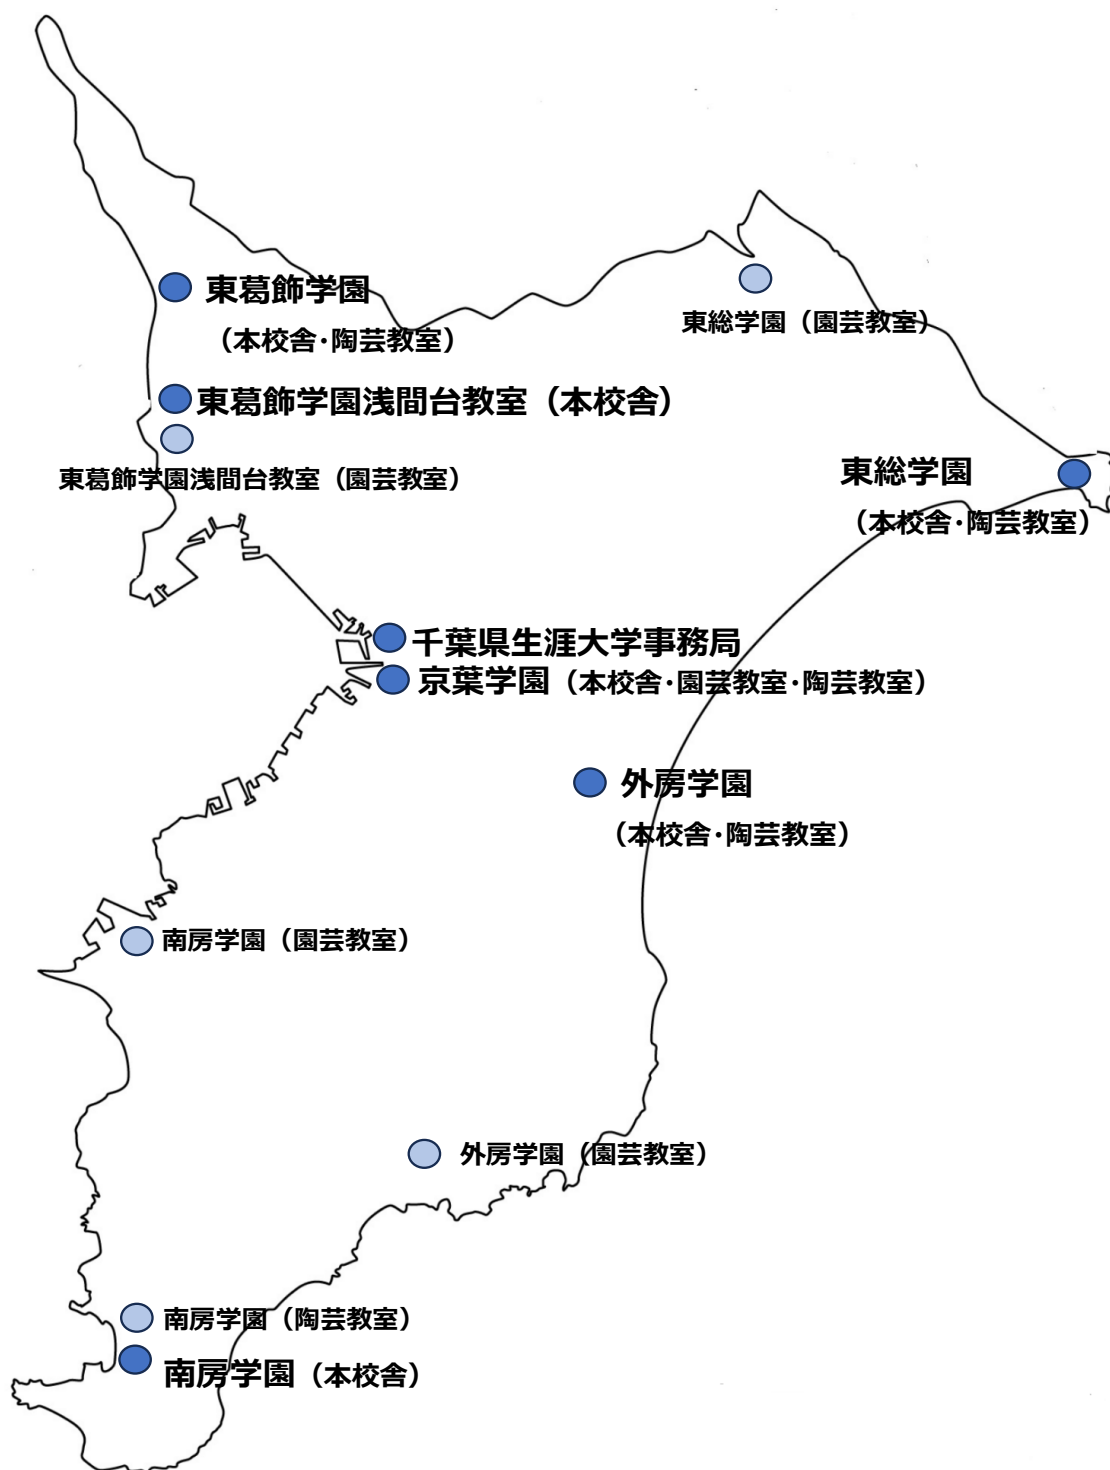 東葛飾学園
（本校舎・陶芸教室）
東総学園（園芸教室）
東葛飾学園浅間台教室（本校舎）
東葛飾学園浅間台教室（園芸教室）
東総学園
（本校舎・陶芸教室）
千葉県生涯大学事務局
京葉学園（本校舎・園芸教室・陶芸教室）
外房学園
（本校舎・陶芸教室）
南房学園（園芸教室）
外房学園（園芸教室）
南房学園（陶芸教室）
南房学園（本校舎）